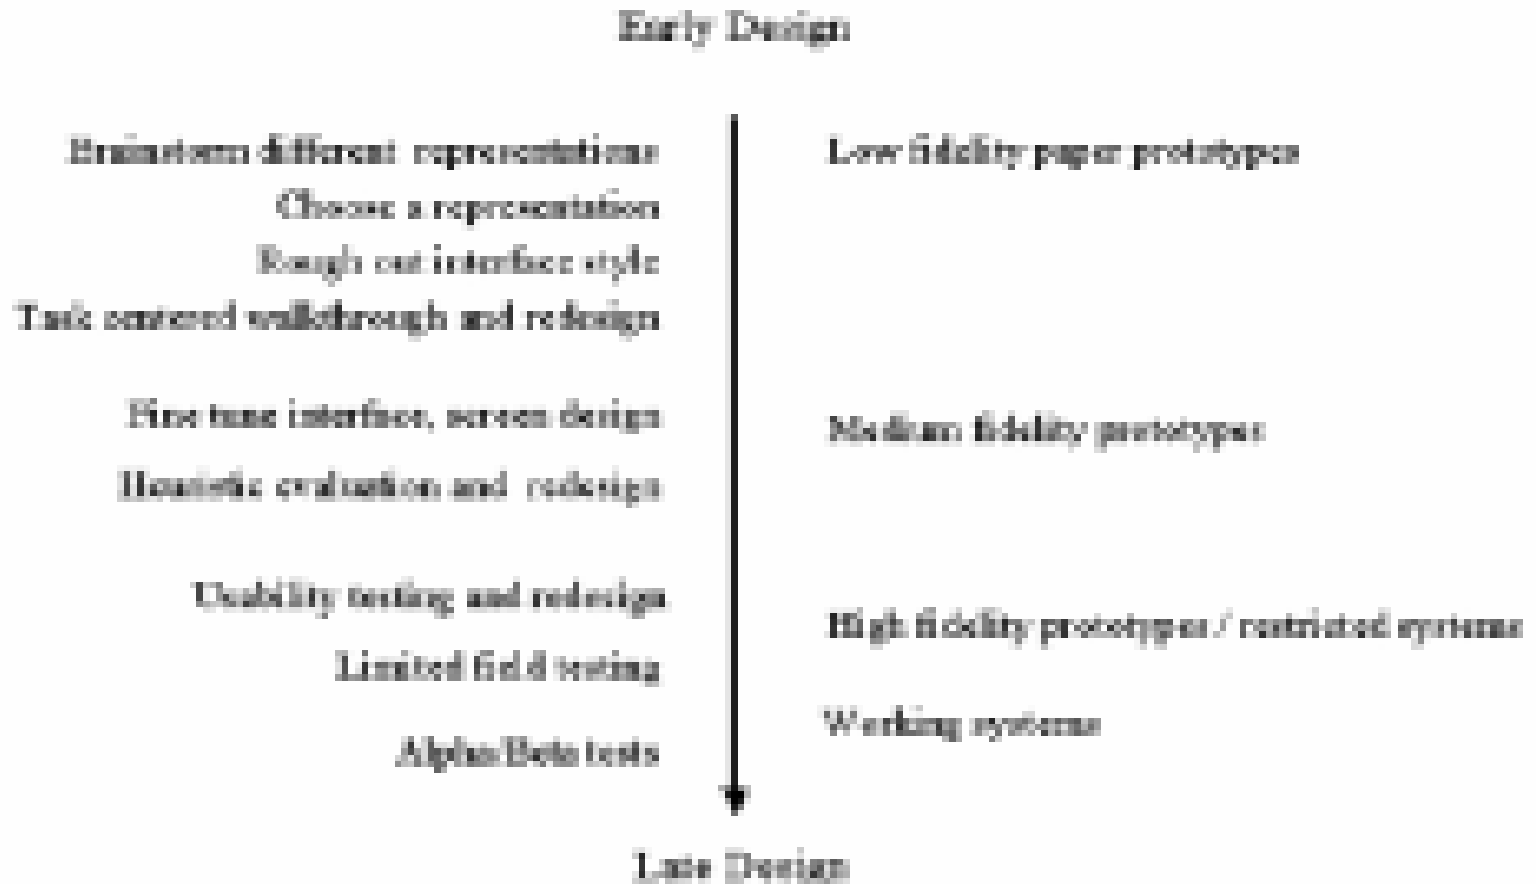 Early Design
Brainstorm different representations
Low fidelity paper prototypes
Choose a representation
Rough out interface style
Task centered walkthrough and redesign
Fine tune interface, screen design
Medium fidelity prototypes
Heuristic evaluation and redesign
Usability testing and redesign
High fidelity prototypes / restricted systems
Limited field testing
Working systems
Alpha/Beta tests
Late Design